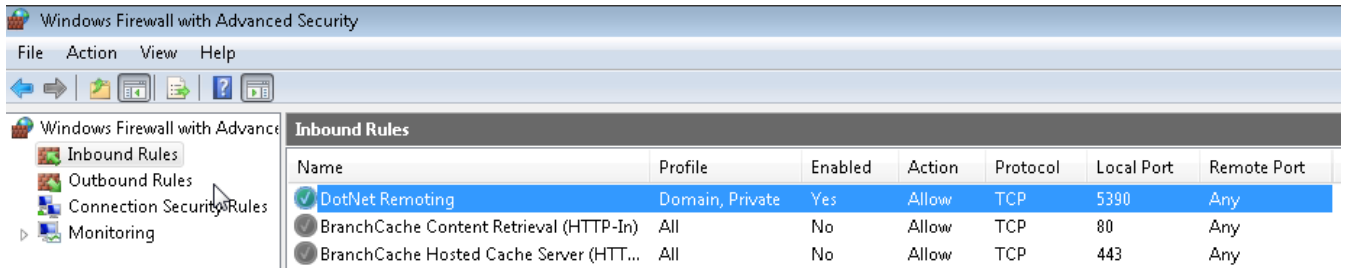 Windows Firewall with Advanced Security
File Action View Help
Windows Firewall with Advance
Inbound Rules
Outbound Rules
Connection Security Rules
Monitoring
Inbound Rules
Name Profile Enabled Action Protocol Local Port Remote Port
DotNet Remoting Domain, Private Yes Allow TCP 5390 Any
BranchCache Content Retrieval (HTTP-In) All No Allow TCP 80 Any
BranchCache Hosted Cache Server (HTT... All No Allow TCP 443 Any